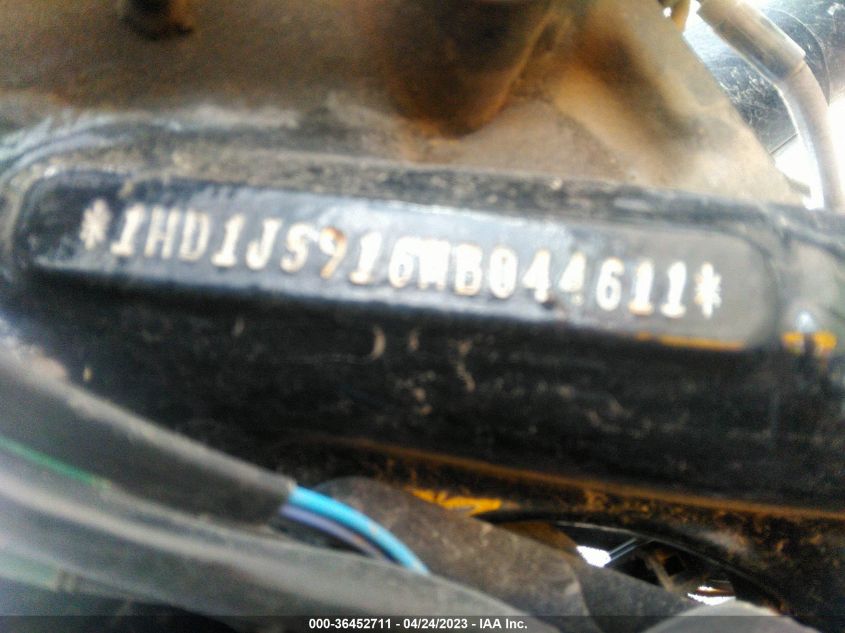 *1HD1JS916WB044611*
000-36452711 - 04/24/2023 - IAA Inc.